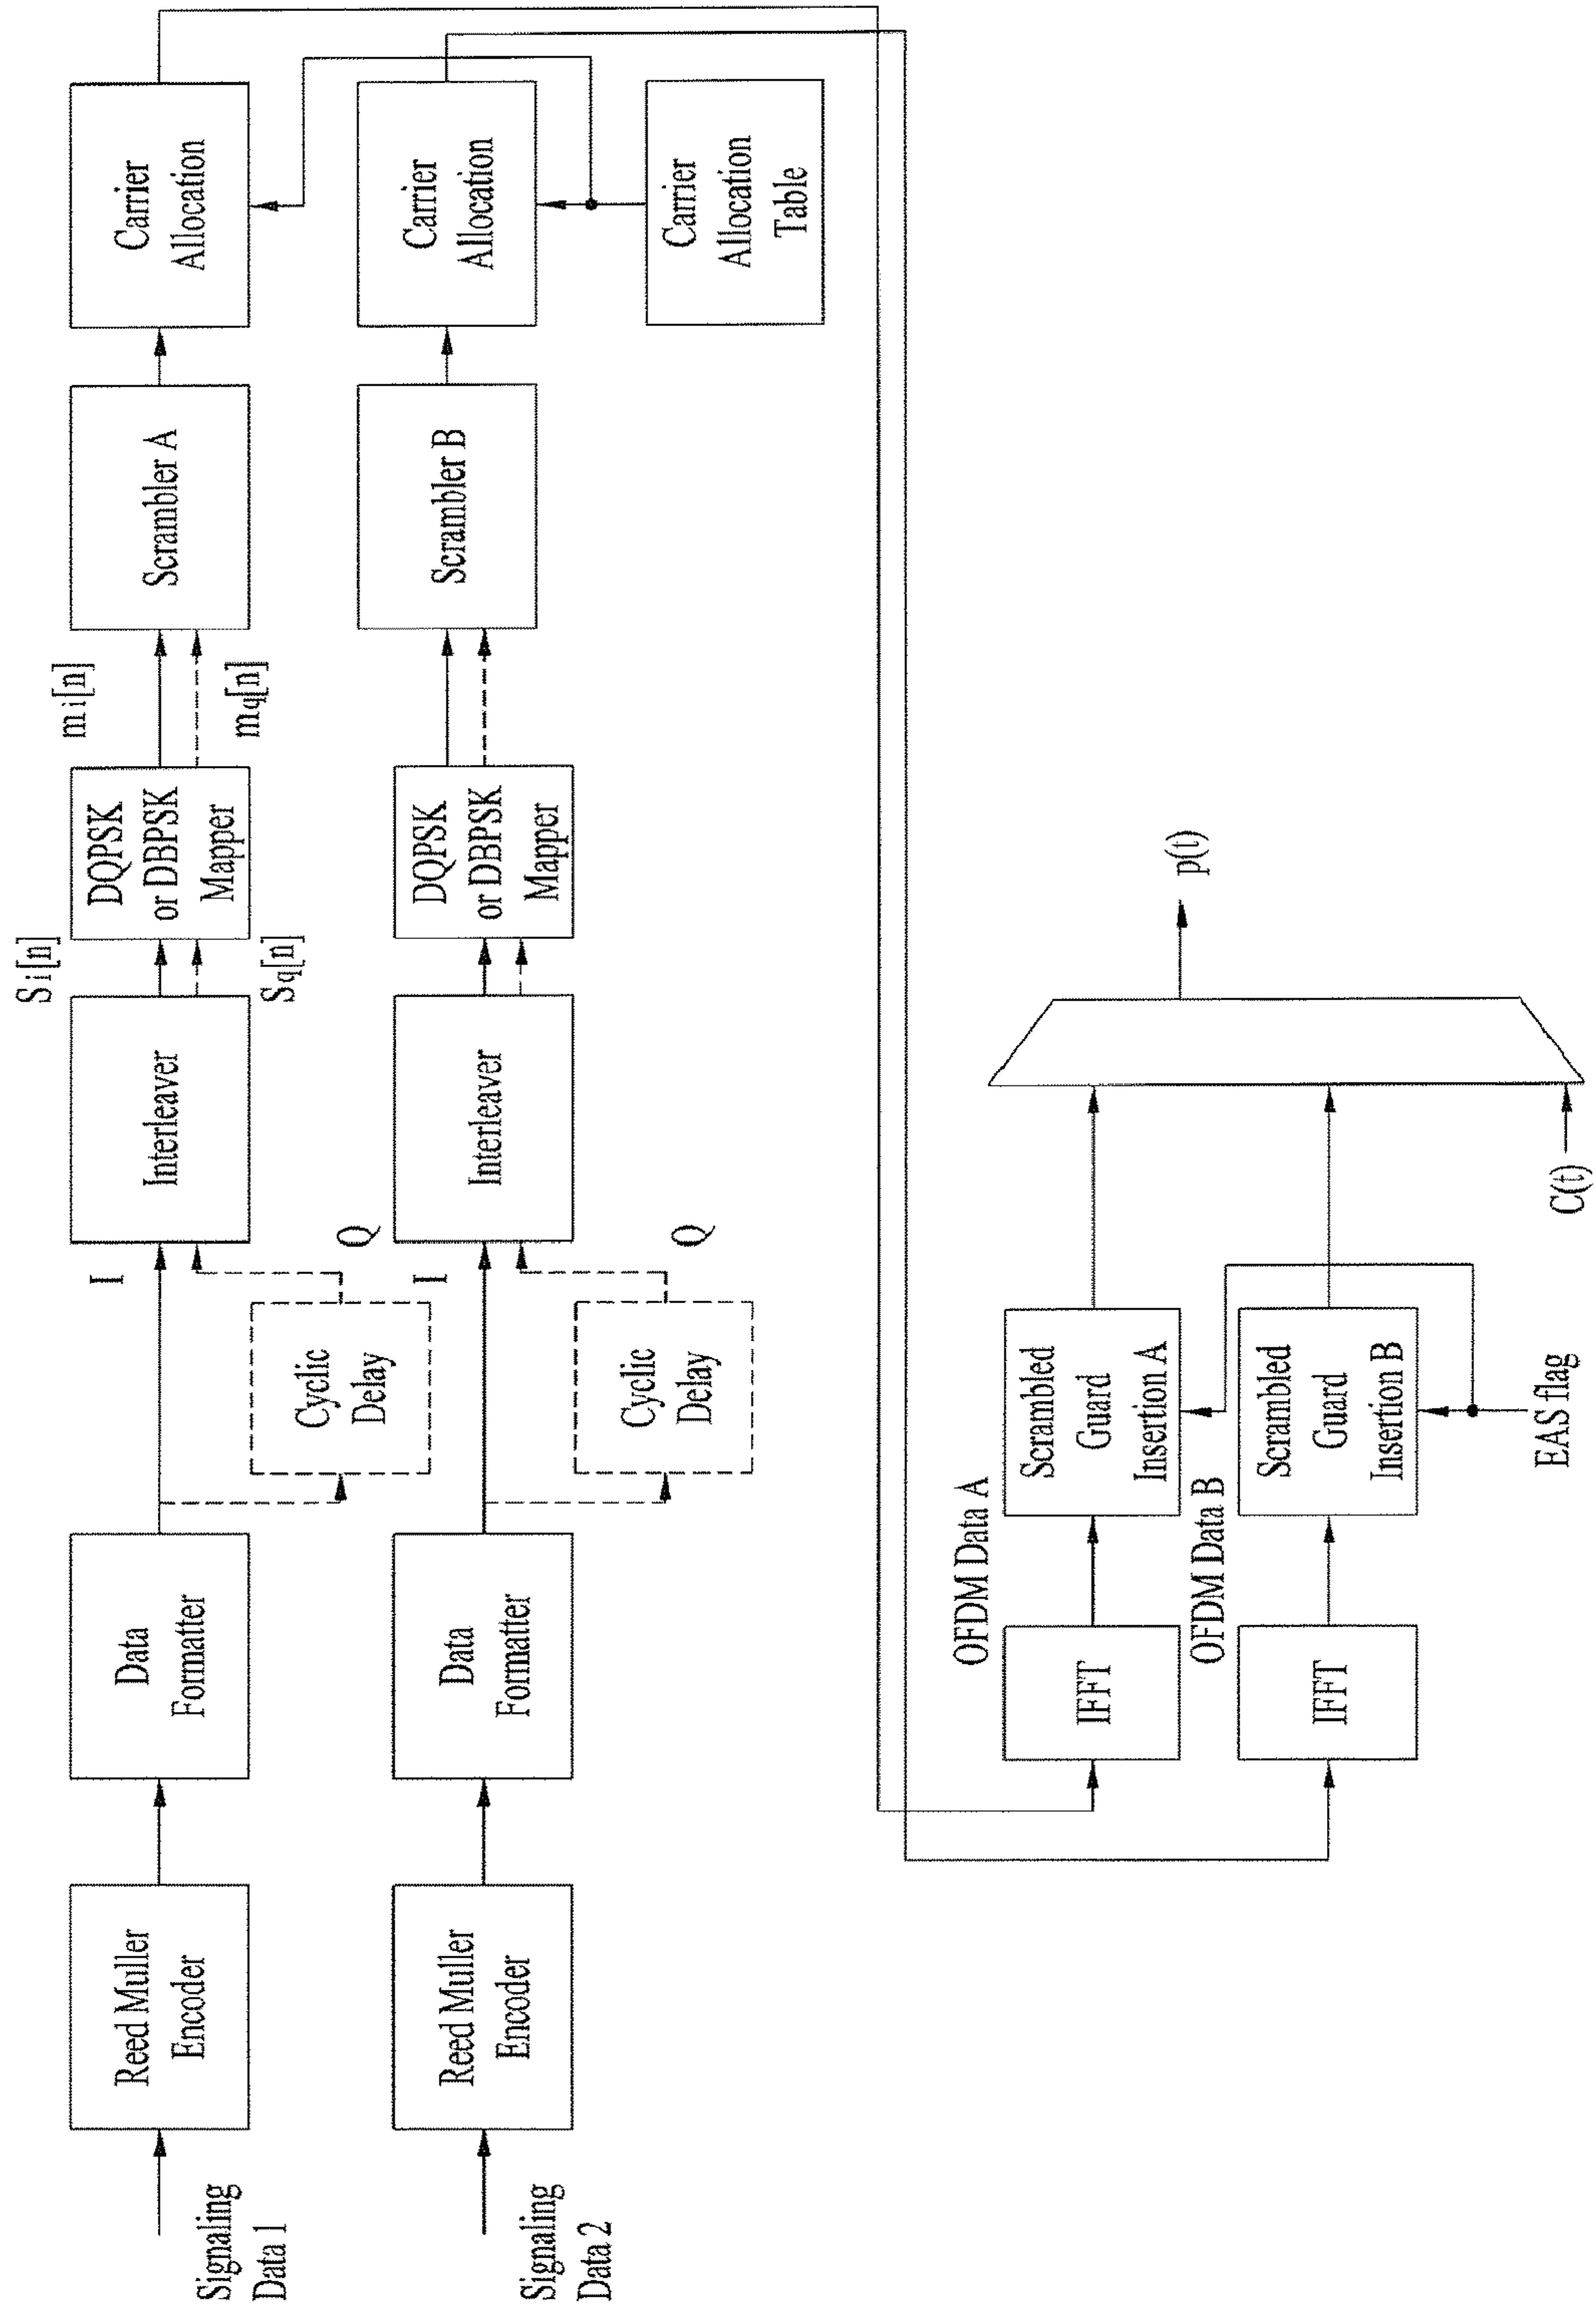 Signaling
Data 1
Reed Muller
Encoder
Data
Formatter
I
Cyclic
Delay
Q
Interleaver
Si[n]
Sq[n]
DQPSK
or DBPSK
Mapper
mi[n]
mq[n]
Scrambler A
Carrier
Allocation
Signaling
Data 2
Reed Muller
Encoder
Data
Formatter
I
Cyclic
Delay
Q
Interleaver
DQPSK
or DBPSK
Mapper
Scrambler B
Carrier
Allocation
Carrier
Allocation
Table
IFFT
OFDM Data A
Scrambled
Guard
Insertion A
IFFT
OFDM Data B
Scrambled
Guard
Insertion B
EAS flag
C(t)
p(t)